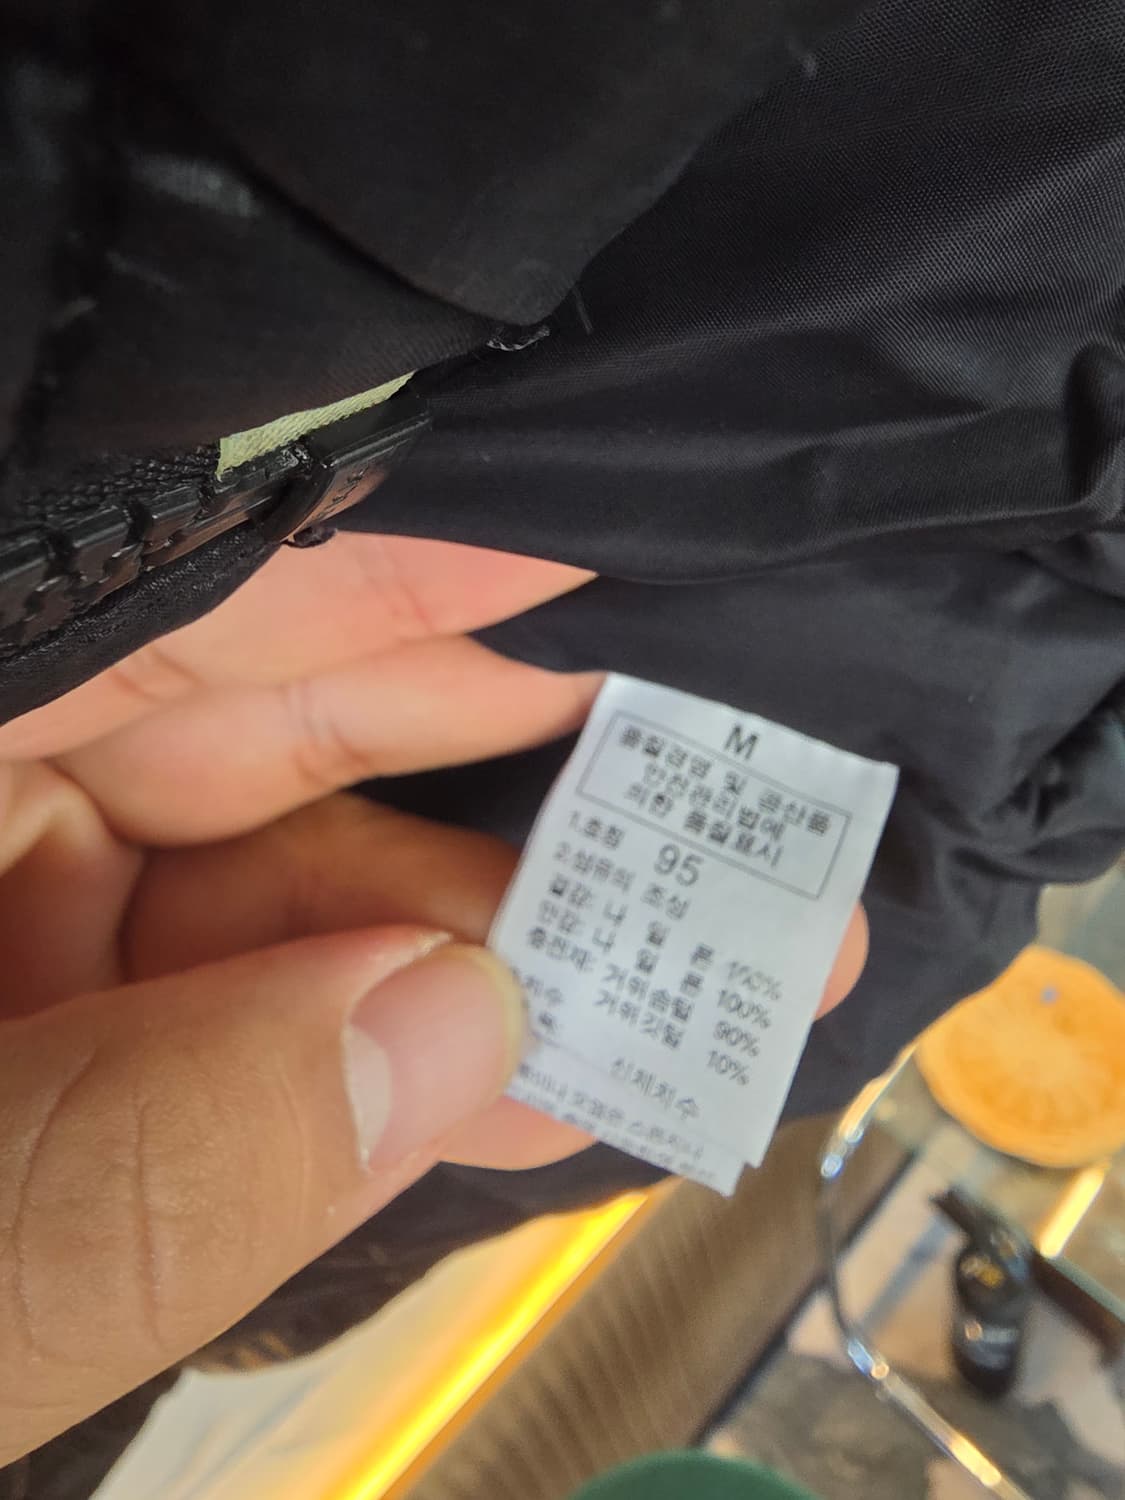 M
품질경영 및 공산품
안전관리법에
의한 품질표시
1.호칭 95
2.섬유의 조성
겉감: 나 일 론 100%
안감: 나 일 론 100%
충전재: 거위솜털 90%
거위깃털 10%
치수
신체치수
YKK